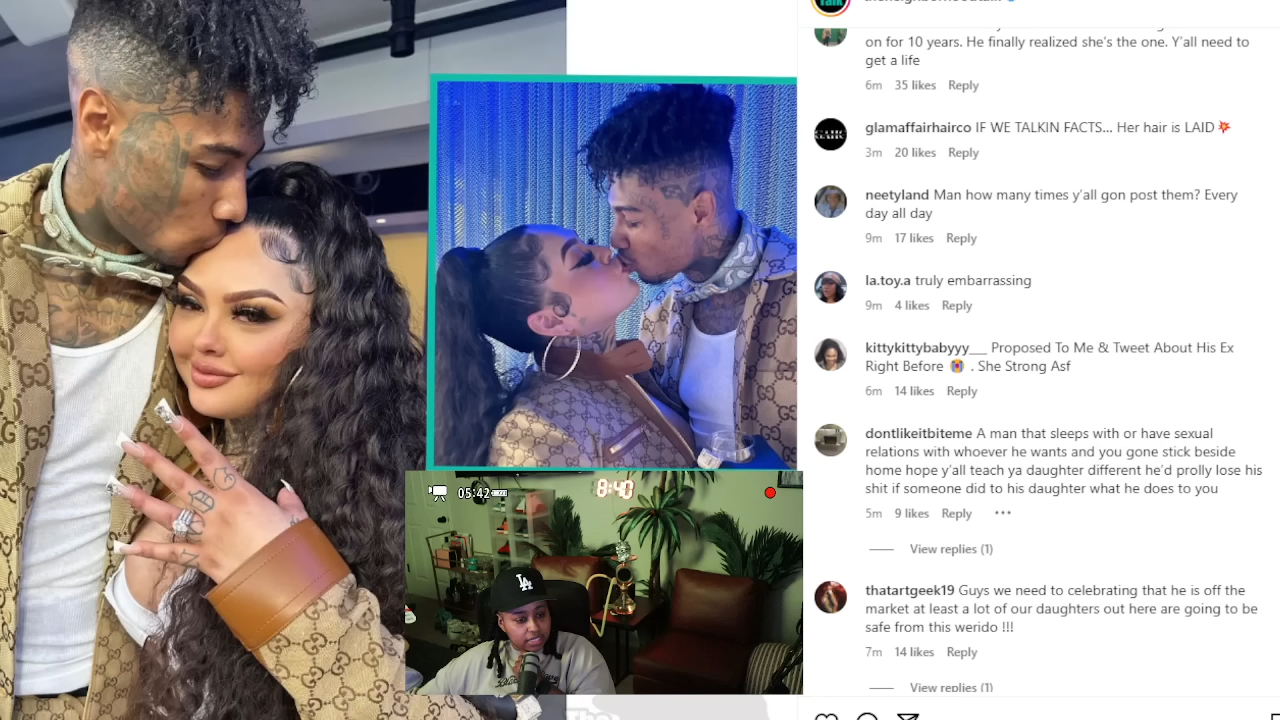 Talk
on for 10 years. He finally realized she's the one. Y'all need to
get a life
6m 35 likes Reply
glamaffairhairco IF WE TALKIN FACTS... Her hair is LAID💥
3m 20 likes Reply
neetyland Man how many times y'all gon post them? Every
day all day
9m 17 likes Reply
la.toy.a truly embarrassing
9m 4 likes Reply
kittykittybabyyy___ Proposed To Me & Tweet About His Ex
Right Before 😭 . She Strong Asf
6m 14 likes Reply
dontlikeitbiteme A man that sleeps with or have sexual
relations with whoever he wants and you gone stick beside
home hope y'all teach ya daughter different he'd prolly lose his
shit if someone did to his daughter what he does to you
5m 9 likes Reply
View replies (1)
thatartgeek19 Guys we need to celebrating that he is off the
market at least a lot of our daughters out here are going to be
safe from this werido !!!
7m 14 likes Reply
View replies (1)
05:42
8:40
LA
The